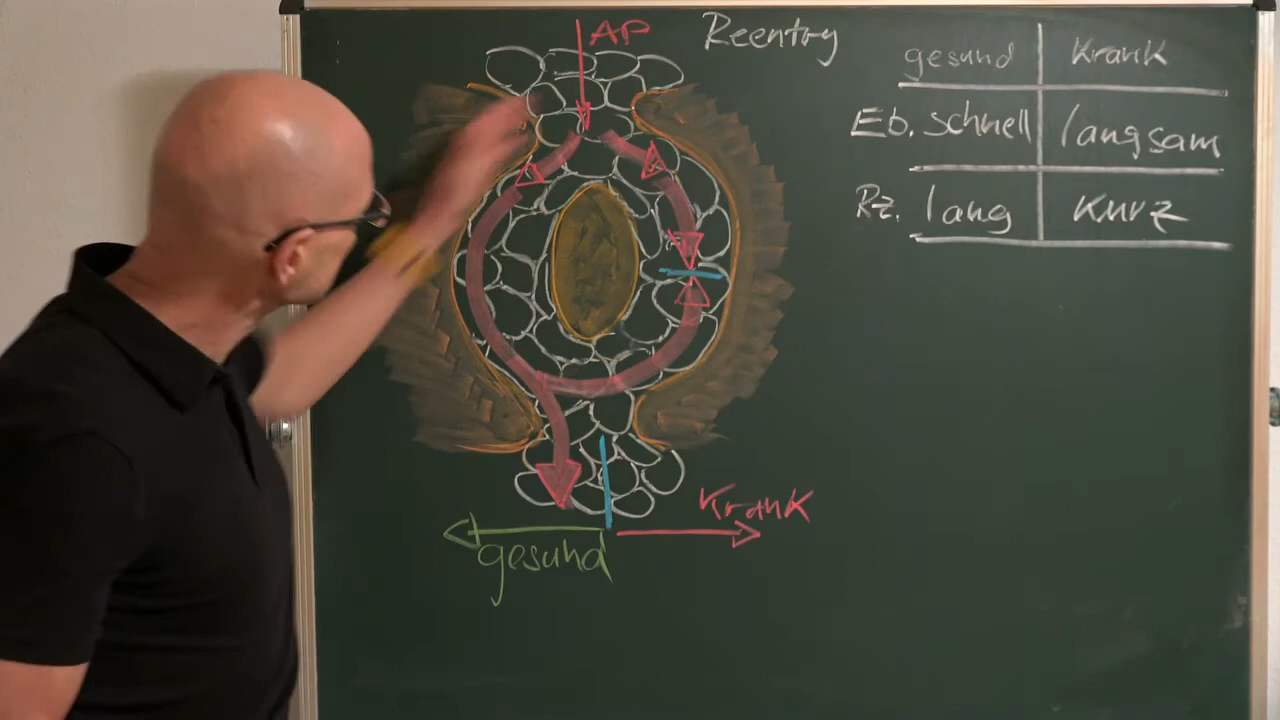 AP
Reentry
gesund Krank
Eb. schnell langsam
Rz. lang Kurz
Krank
gesund